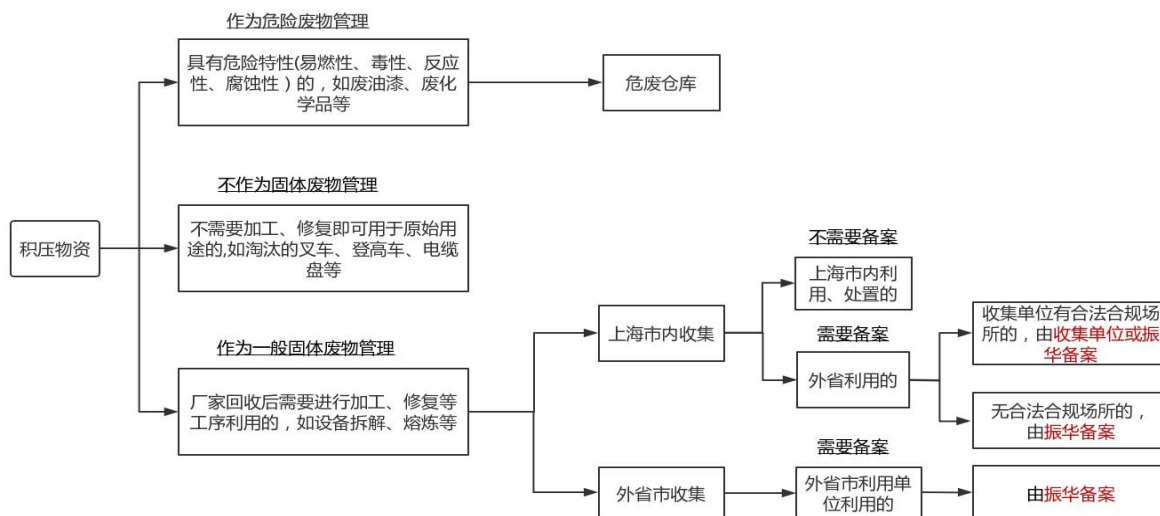 作为危险废物管理
具有危险特性(易燃性、毒性、反应
性、腐蚀性）的，如废油漆、废化
学品等
危废仓库
不作为固体废物管理
积压物资
不需要加工、修复即可用于原始用
途的,如淘汰的叉车、登高车、电缆
盘等
作为一般固体废物管理
厂家回收后需要进行加工、修复等
工序利用的，如设备拆解、熔炼等
上海市内收集
不需要备案
上海市内利
用、处置的
需要备案
外省利用的
收集单位有合法合规场
所的，由收集单位或振
华备案
无合法合规场所的，
由振华备案
外省市收集
需要备案
外省市利用单
位利用的
由振华备案